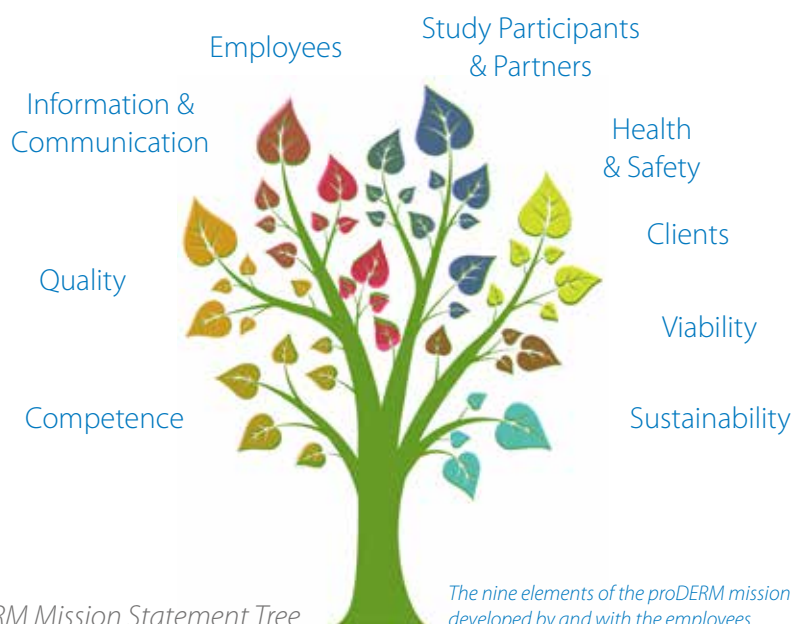 Employees
Study Participants
& Partners
Information &
Communication
Health
& Safety
Clients
Quality
Viability
Competence
Sustainability
RM Mission Statement Tree
The nine elements of the proDERM mission
developed by and with the employees